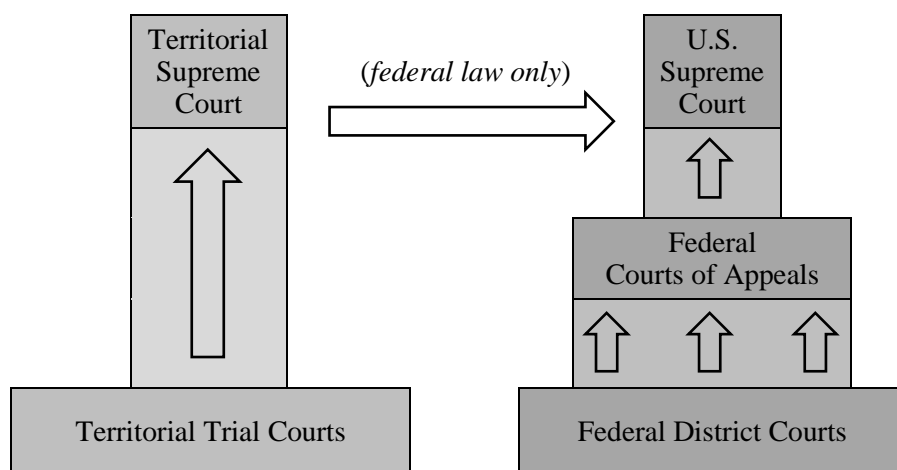 Territorial
Supreme
Court
(federal law only)
U.S.
Supreme
Court
Federal
Courts of Appeals
Territorial Trial Courts
Federal District Courts